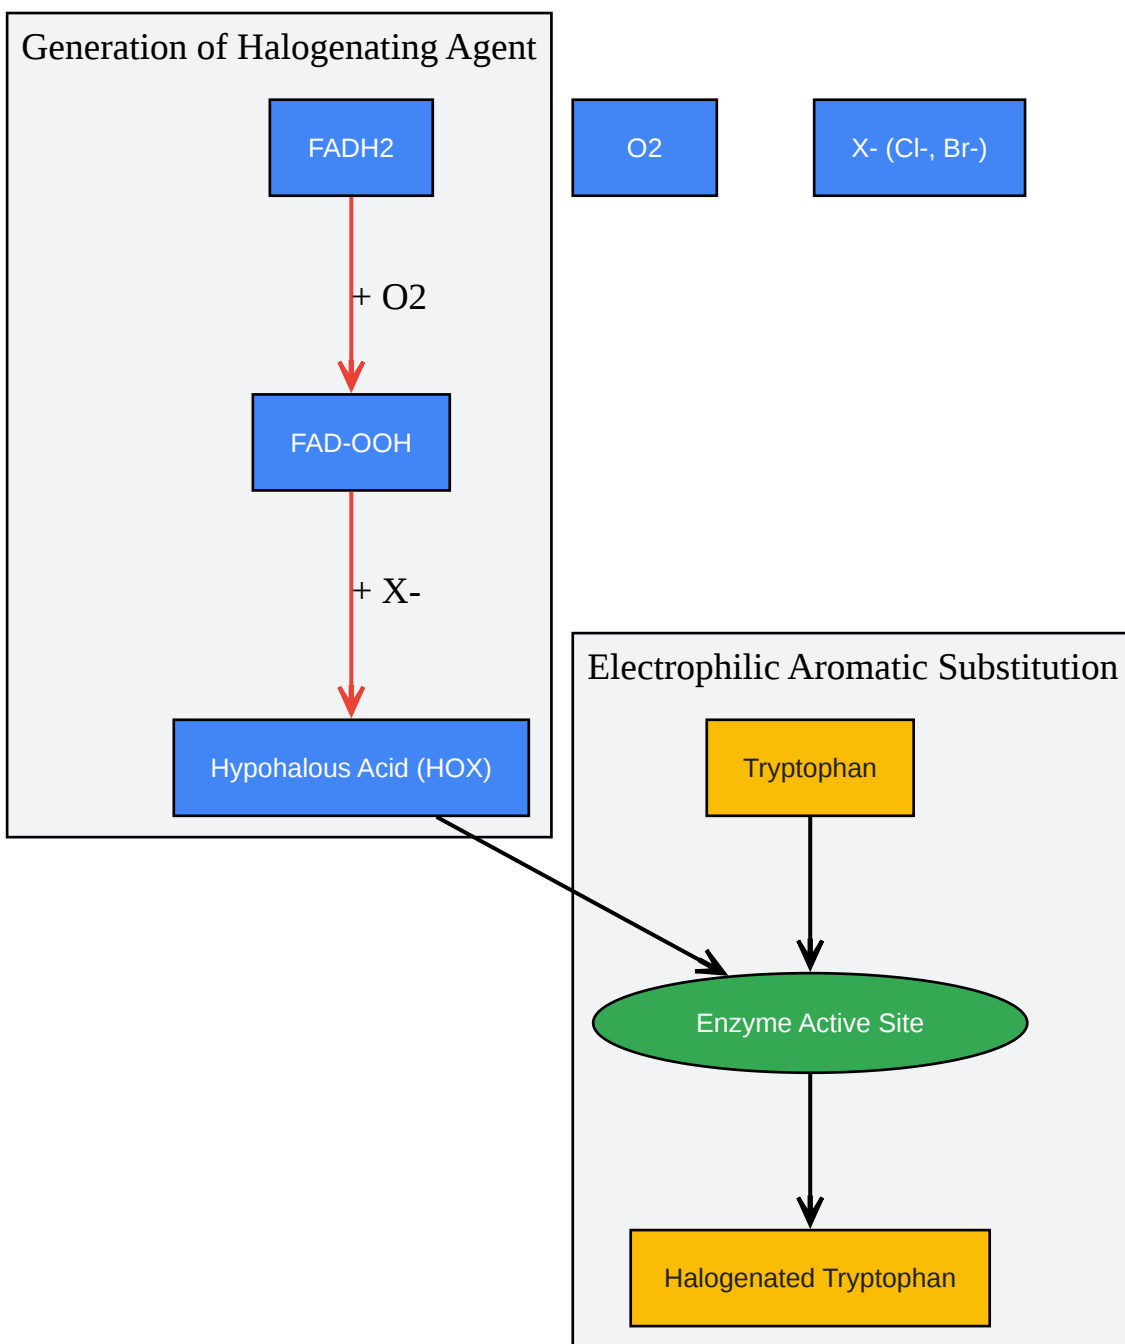 Generation of Halogenating Agent
FADH2
O2
X- (Cl-, Br-)
+ O2
FAD-OOH
+ X-
Hypohalous Acid (HOX)
Electrophilic Aromatic Substitution
Tryptophan
Enzyme Active Site
Halogenated Tryptophan